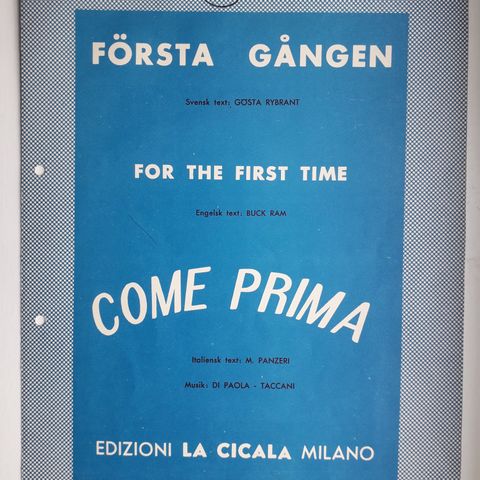 FÖRSTA GÅNGEN
Svensk text: GÖSTA RYBRANT
FOR THE FIRST TIME
Engelsk text: BUCK RAM
COME PRIMA
Italiensk text: M. PANZERI
Musik: DI PAOLA - TACCANI
EDIZIONI LA CICALA MILANO